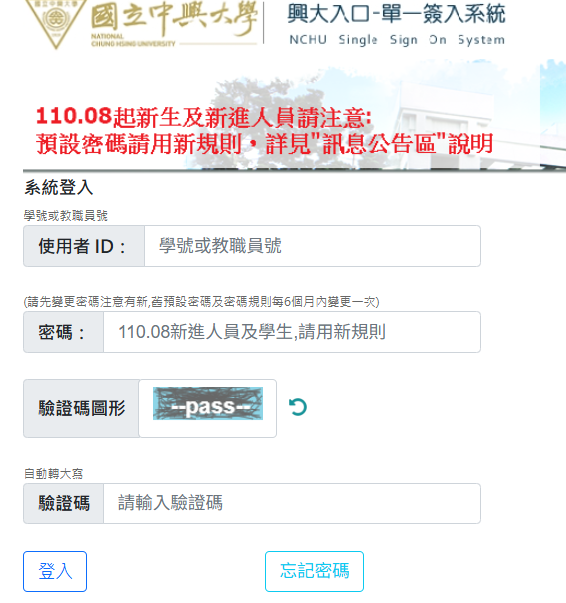 國立中興大學
NATIONAL
CHUNG HSING UNIVERSITY
興大入口-單一簽入系統
NCHU Single Sign On System
110.08起新生及新進人員請注意:
預設密碼請用新規則，詳見"訊息公告區"說明
系統登入
學號或教職員號
使用者 ID：
學號或教職員號
(請先變更密碼注意有新,舊預設密碼及密碼規則每6個月內變更一次)
密碼：
110.08新進人員及學生,請用新規則
驗證碼圖形
--pass--
自動轉大寫
驗證碼
請輸入驗證碼
登入
忘記密碼